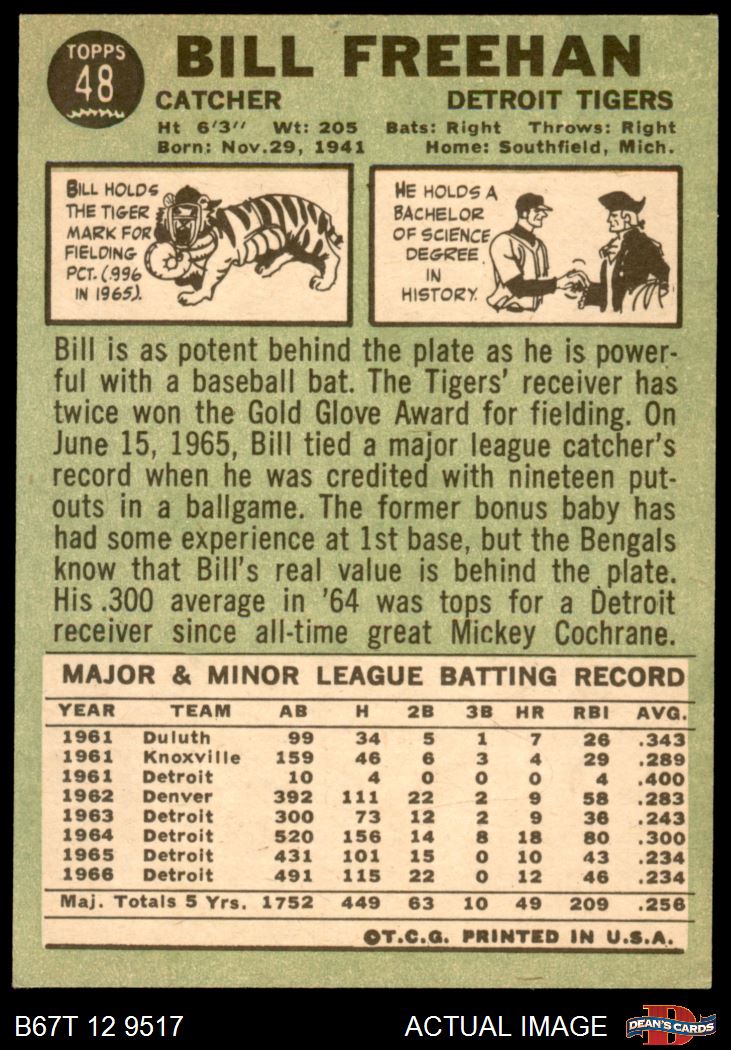 TOPPS
48
BILL FREEHAN
CATCHER DETROIT TIGERS
Ht 6'3" Wt: 205 Bats: Right Throws: Right
Born: Nov. 29, 1941 Home: Southfield, Mich.
BILL HOLDS
THE TIGER
MARK FOR
FIELDING
PCT. (.996
IN 1965).
HE HOLDS A
BACHELOR
OF SCIENCE
DEGREE
IN
HISTORY.
Bill is as potent behind the plate as he is power-
ful with a baseball bat. The Tigers' receiver has
twice won the Gold Glove Award for fielding. On
June 15, 1965, Bill tied a major league catcher's
record when he was credited with nineteen put-
outs in a ballgame. The former bonus baby has
had some experience at 1st base, but the Bengals
know that Bill's real value is behind the plate.
His .300 average in '64 was tops for a Detroit
receiver since all-time great Mickey Cochrane.
MAJOR & MINOR LEAGUE BATTING RECORD
YEAR TEAM AB H 2B 3B HR RBI AVG.
1961 Duluth 99 34 5 1 7 26 .343
1961 Knoxville 159 46 6 3 4 29 .289
1961 Detroit 10 4 0 0 0 4 .400
1962 Denver 392 111 22 2 9 58 .283
1963 Detroit 300 73 12 2 9 36 .243
1964 Detroit 520 156 14 8 18 80 .300
1965 Detroit 431 101 15 0 10 43 .234
1966 Detroit 491 115 22 0 12 46 .234
Maj. Totals 5 Yrs. 1752 449 63 10 49 209 .256
©T.C.G. PRINTED IN U.S.A.
B67T 12 9517 ACTUAL IMAGE
D
DEAN'S CARDS